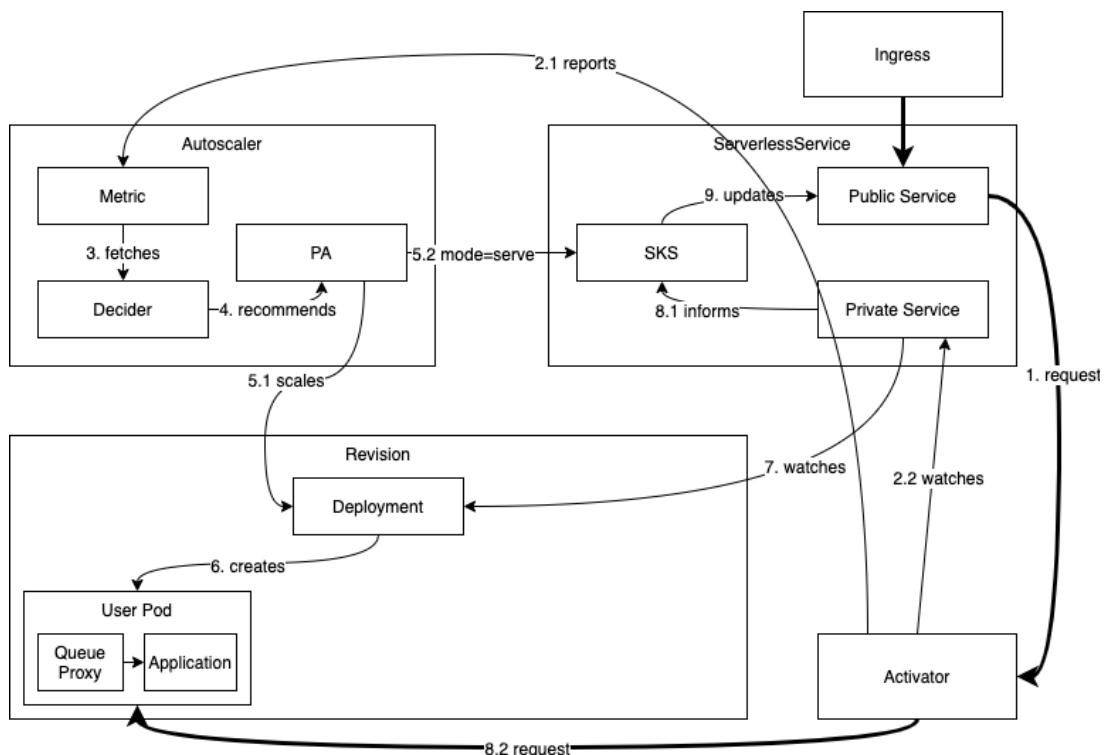 Ingress
2.1 reports
Autoscaler
ServerlessService
Metric
9. updates
Public Service
3. fetches
PA
5.2 mode=serve
SKS
Decider
4. recommends
8.1 informs
Private Service
5.1 scales
1. request
Revision
7. watches
2.2 watches
Deployment
6. creates
User Pod
Queue
Proxy
Application
Activator
8.2 request